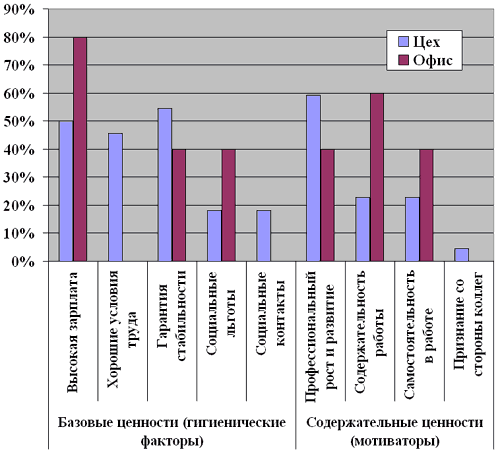 90%
80%
70%
60%
50%
40%
30%
20%
10%
0%
Цех
Офис
Высокая зарплата
Хорошие условия
труда
Гарантия
стабильности
Социальные
льготы
Социальные
контакты
Профессиональный
рост и развитие
Содержательность
работы
Самостоятельность
в работе
Признание со
стороны коллег
Базовые ценности (гигиенические
факторы)
Содержательные ценности
(мотиваторы)